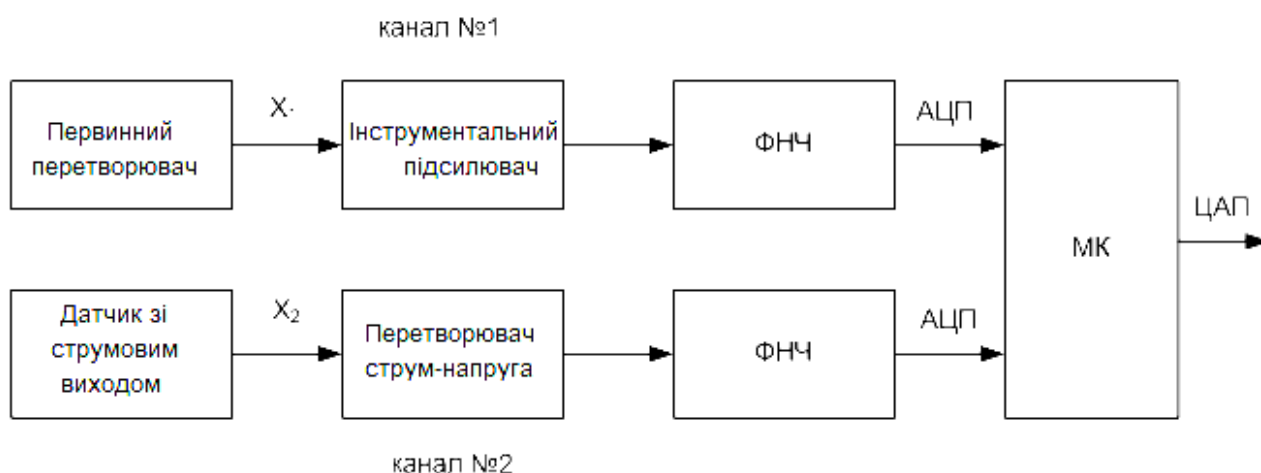 канал №1
Первинний
перетворювач
X.
Інструментальний
підсилювач
ФНЧ
АЦП
МК
ЦАП
Датчик зі
струмовим
виходом
X₂
Перетворювач
струм-напруга
ФНЧ
АЦП
канал №2